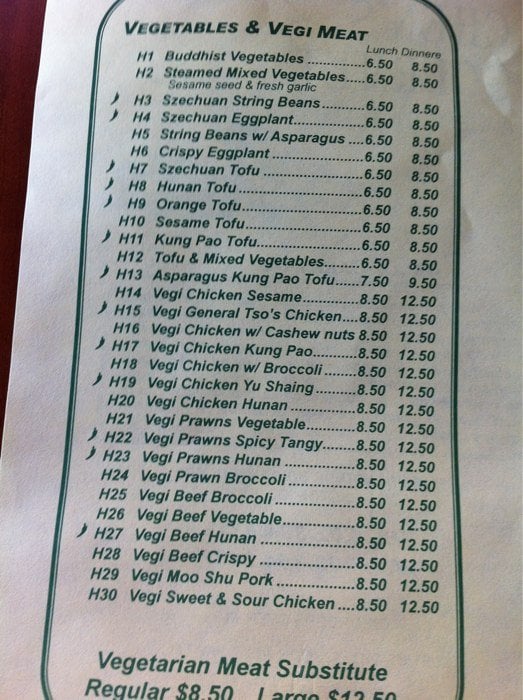 VEGETABLES & VEGI MEAT
Lunch Dinnere
H1 Buddhist Vegetables ..............6.50 8.50
H2 Steamed Mixed Vegetables.....6.50 8.50
Sesame seed & fresh garlic
H3 Szechuan String Beans...........6.50 8.50
H4 Szechuan Eggplant..................6.50 8.50
H5 String Beans w/ Asparagus ....6.50 8.50
H6 Crispy Eggplant .......................6.50 8.50
H7 Szechuan Tofu .........................6.50 8.50
H8 Hunan Tofu ..............................6.50 8.50
H9 Orange Tofu.............................6.50 8.50
H10 Sesame Tofu............................6.50 8.50
H11 Kung Pao Tofu.........................6.50 8.50
H12 Tofu & Mixed Vegetables.........6.50 8.50
H13 Asparagus Kung Pao Tofu......7.50 9.50
H14 Vegi Chicken Sesame..............8.50 12.50
H15 Vegi General Tso's Chicken....8.50 12.50
H16 Vegi Chicken w/ Cashew nuts 8.50 12.50
H17 Vegi Chicken Kung Pao...........8.50 12.50
H18 Vegi Chicken w/ Broccoli ........8.50 12.50
H19 Vegi Chicken Yu Shaing ..........8.50 12.50
H20 Vegi Chicken Hunan ................8.50 12.50
H21 Vegi Prawns Vegetable............8.50 12.50
H22 Vegi Prawns Spicy Tangy........8.50 12.50
H23 Vegi Prawns Hunan .................8.50 12.50
H24 Vegi Prawn Broccoli ................8.50 12.50
H25 Vegi Beef Broccoli ...................8.50 12.50
H26 Vegi Beef Vegetable..................8.50 12.50
H27 Vegi Beef Hunan ......................8.50 12.50
H28 Vegi Beef Crispy .......................8.50 12.50
H29 Vegi Moo Shu Pork ...................8.50 12.50
H30 Vegi Sweet & Sour Chicken ....8.50 12.50
Vegetarian Meat Substitute
Regular $8.50 Large $12.50